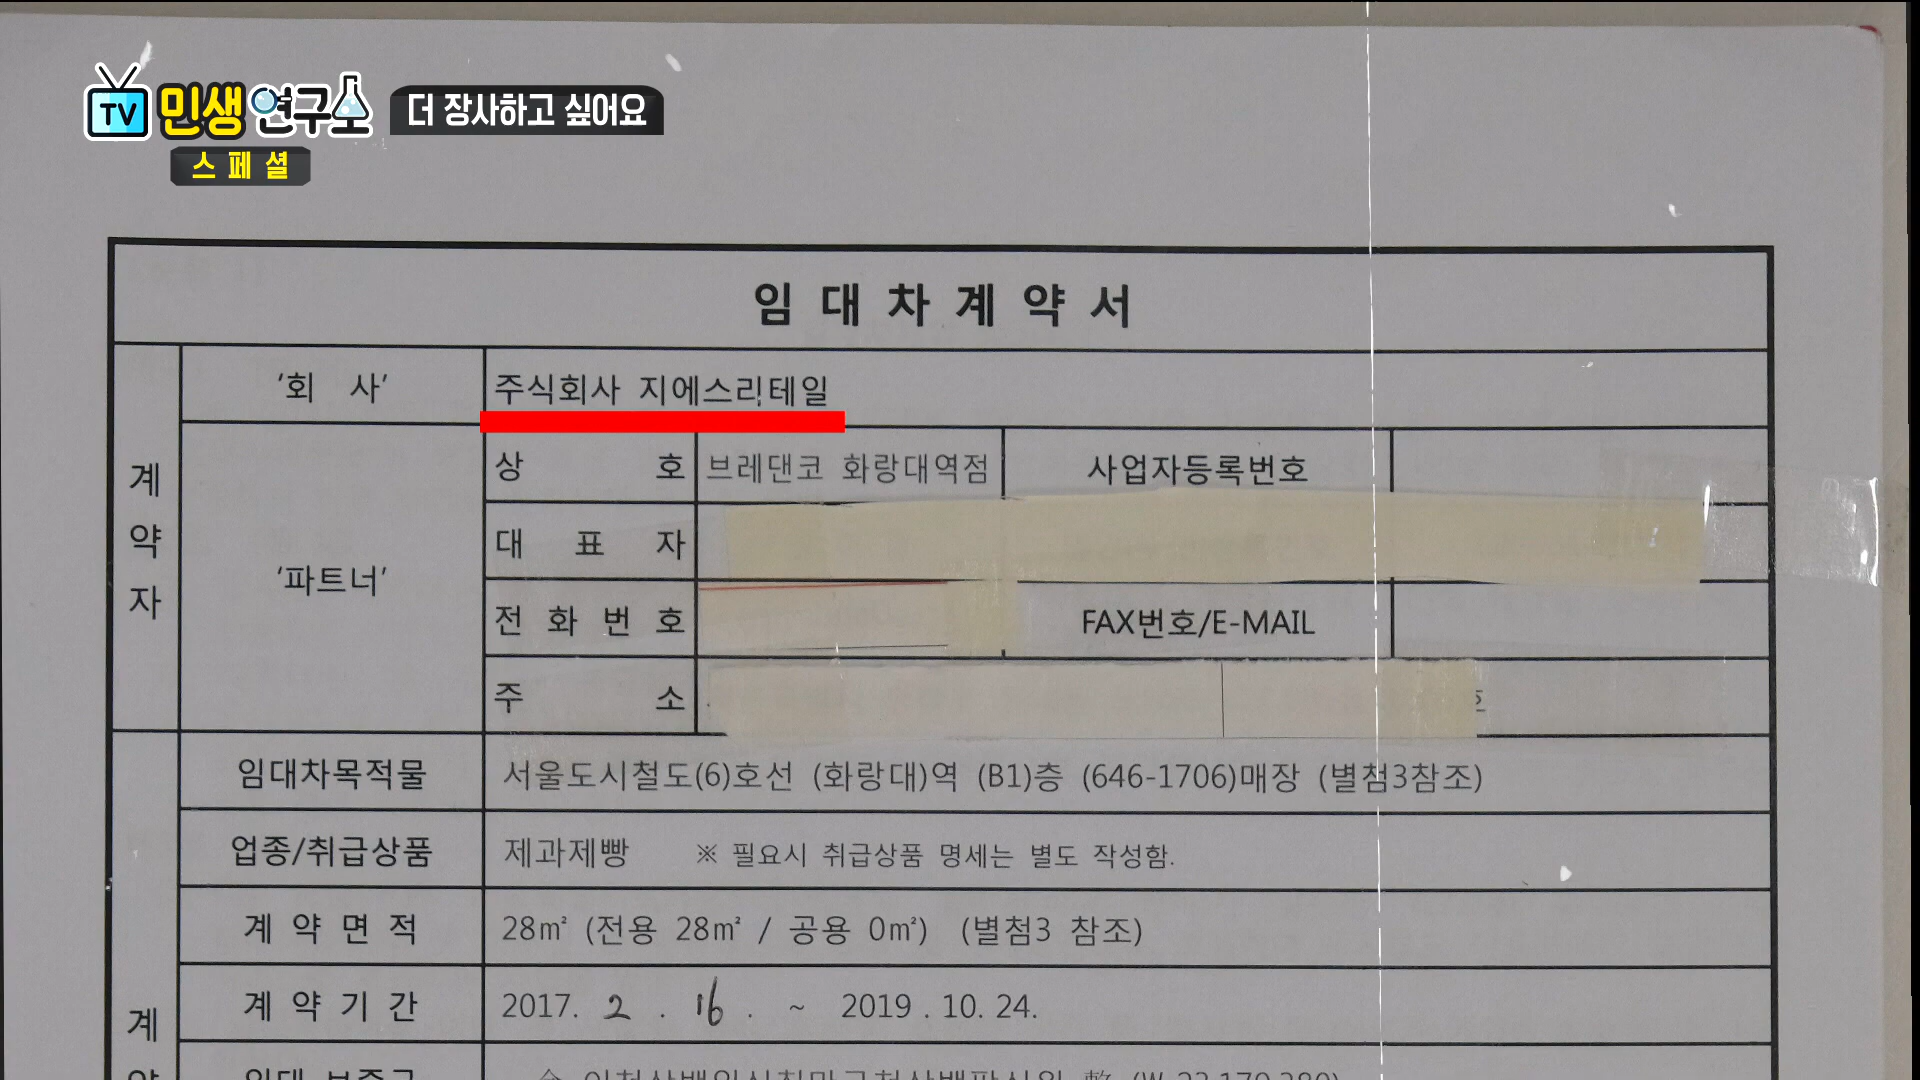 TV 민생연구소 더 장사하고 싶어요
스페셜
임대차계약서
계약자
'회 사' 주식회사 지에스리테일
'파트너'
상 호 브레댄코 화랑대역점 사업자등록번호
대 표 자
전 화 번 호 FAX번호/E-MAIL
주 소
임대차목적물 서울도시철도(6)호선 (화랑대)역 (B1)층 (646-1706)매장 (별첨3참조)
업종/취급상품 제과제빵 ※ 필요시 취급상품 명세는 별도 작성함.
계 약 면 적 28㎡ (전용 28㎡ / 공용 0㎡) (별첨3 참조)
계 약 기 간 2017. 2 . 16 . ~ 2019 . 10. 24.
계